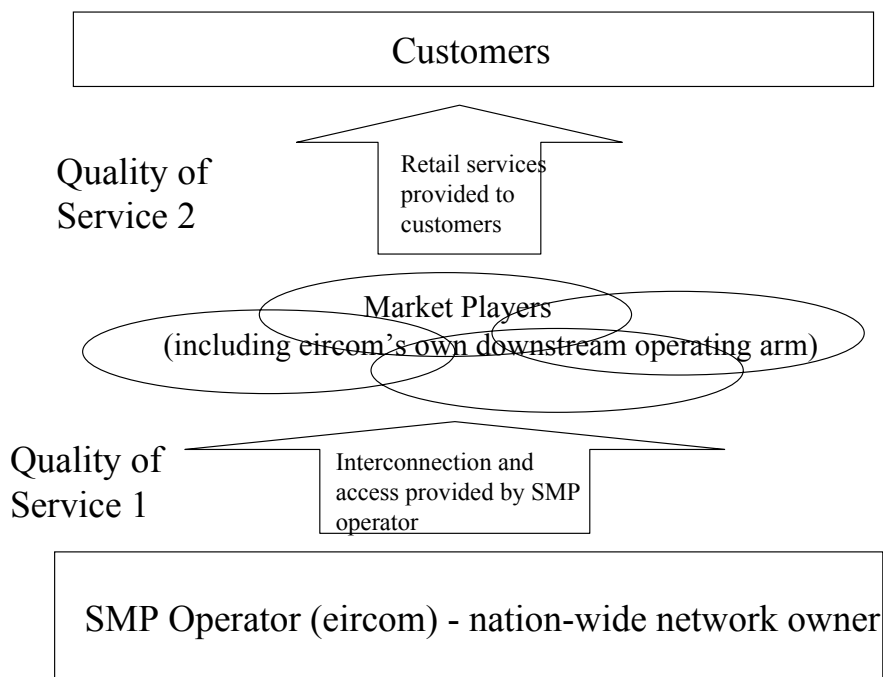 Customers
Quality of
Service 2
Retail services
provided to
customers
Market Players
(including eircom’s own downstream operating arm)
Quality of
Service 1
Interconnection and
access provided by SMP
operator
SMP Operator (eircom) - nation-wide network owner